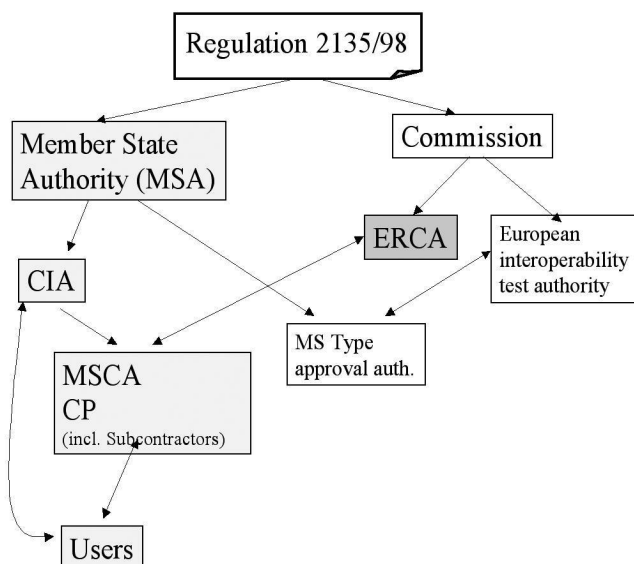 Regulation 2135/98
Member State
Authority (MSA)
Commission
ERCA
European
interoperability
test authority
CIA
MS Type
approval auth.
MSCA
CP
(incl. Subcontractors)
Users